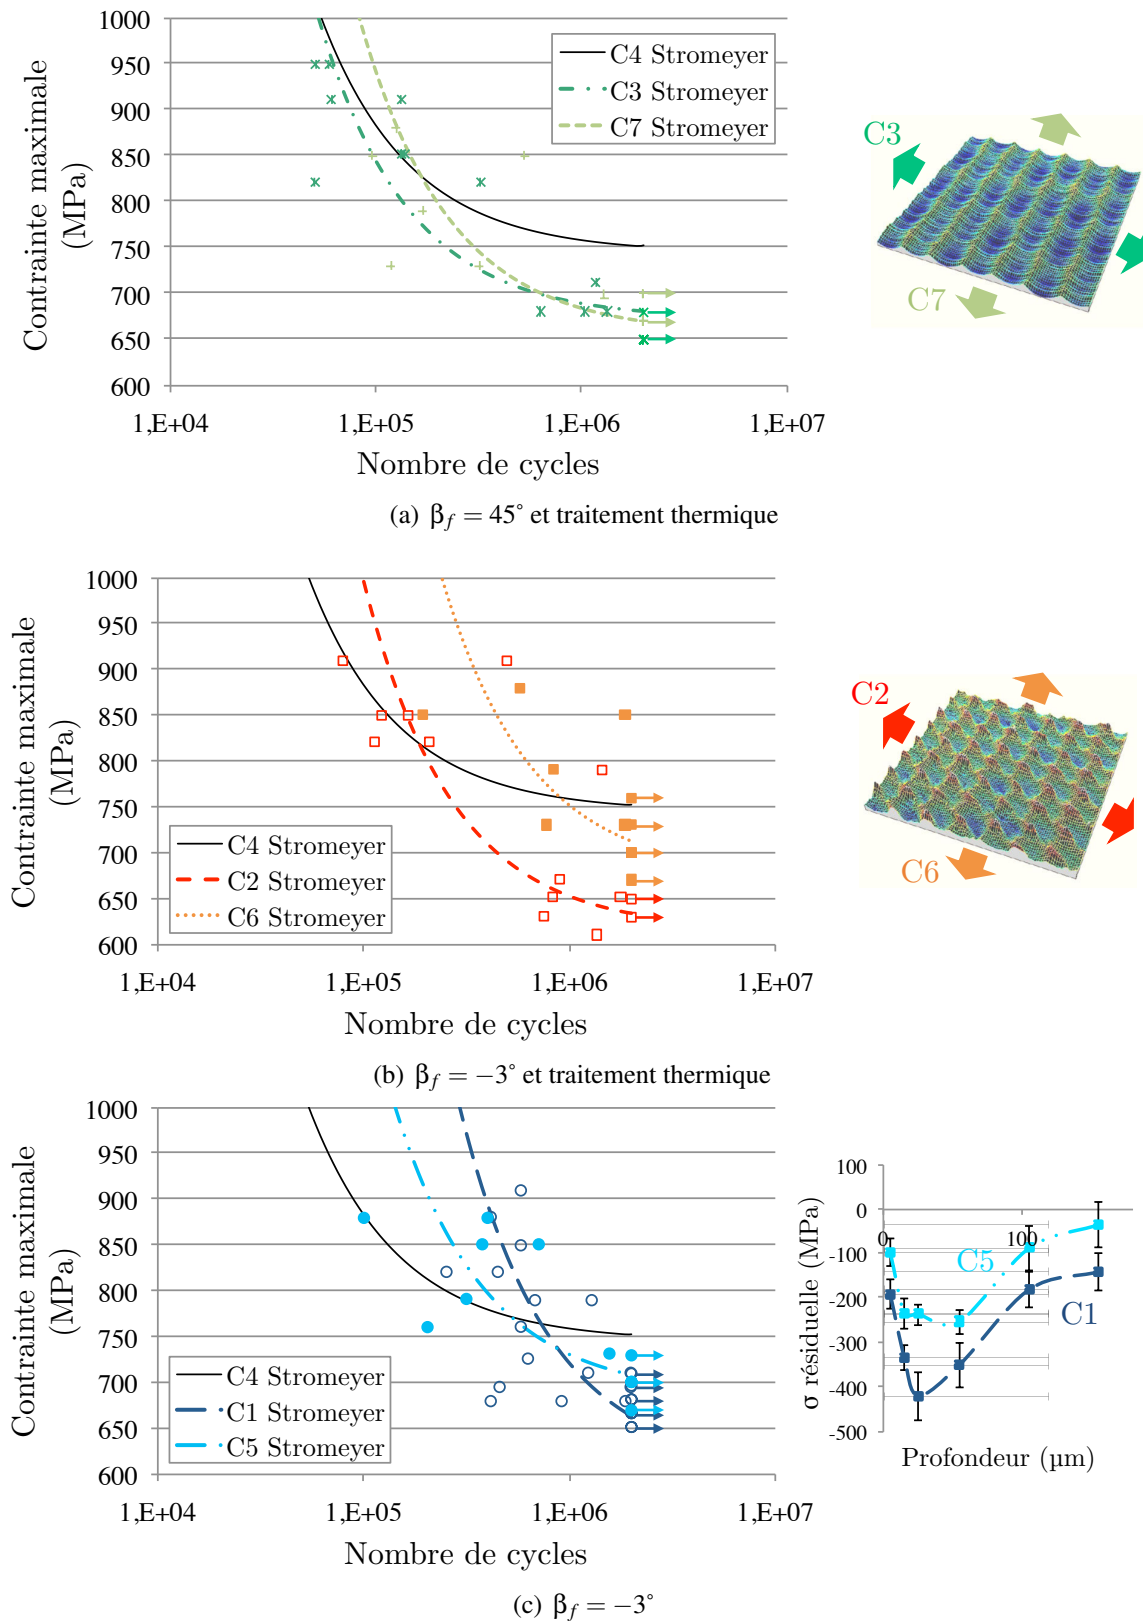 1000
950
900
850
800
750
700
650
600
Contrainte maximale
(MPa)
C4 Stromeyer
C3 Stromeyer
C7 Stromeyer
1,E+04
1,E+05
1,E+06
1,E+07
Nombre de cycles
C3
C7
(a) β_f = 45° et traitement thermique
1000
950
900
850
800
750
700
650
600
Contrainte maximale
(MPa)
C4 Stromeyer
C2 Stromeyer
C6 Stromeyer
1,E+04
1,E+05
1,E+06
1,E+07
Nombre de cycles
C2
C6
(b) β_f = −3° et traitement thermique
1000
950
900
850
800
750
700
650
600
Contrainte maximale
(MPa)
C4 Stromeyer
C1 Stromeyer
C5 Stromeyer
1,E+04
1,E+05
1,E+06
1,E+07
Nombre de cycles
100
0
-100
-200
-300
-400
-500
σ résiduelle (MPa)
0
100
C5
C1
Profondeur (µm)
(c) β_f = −3°